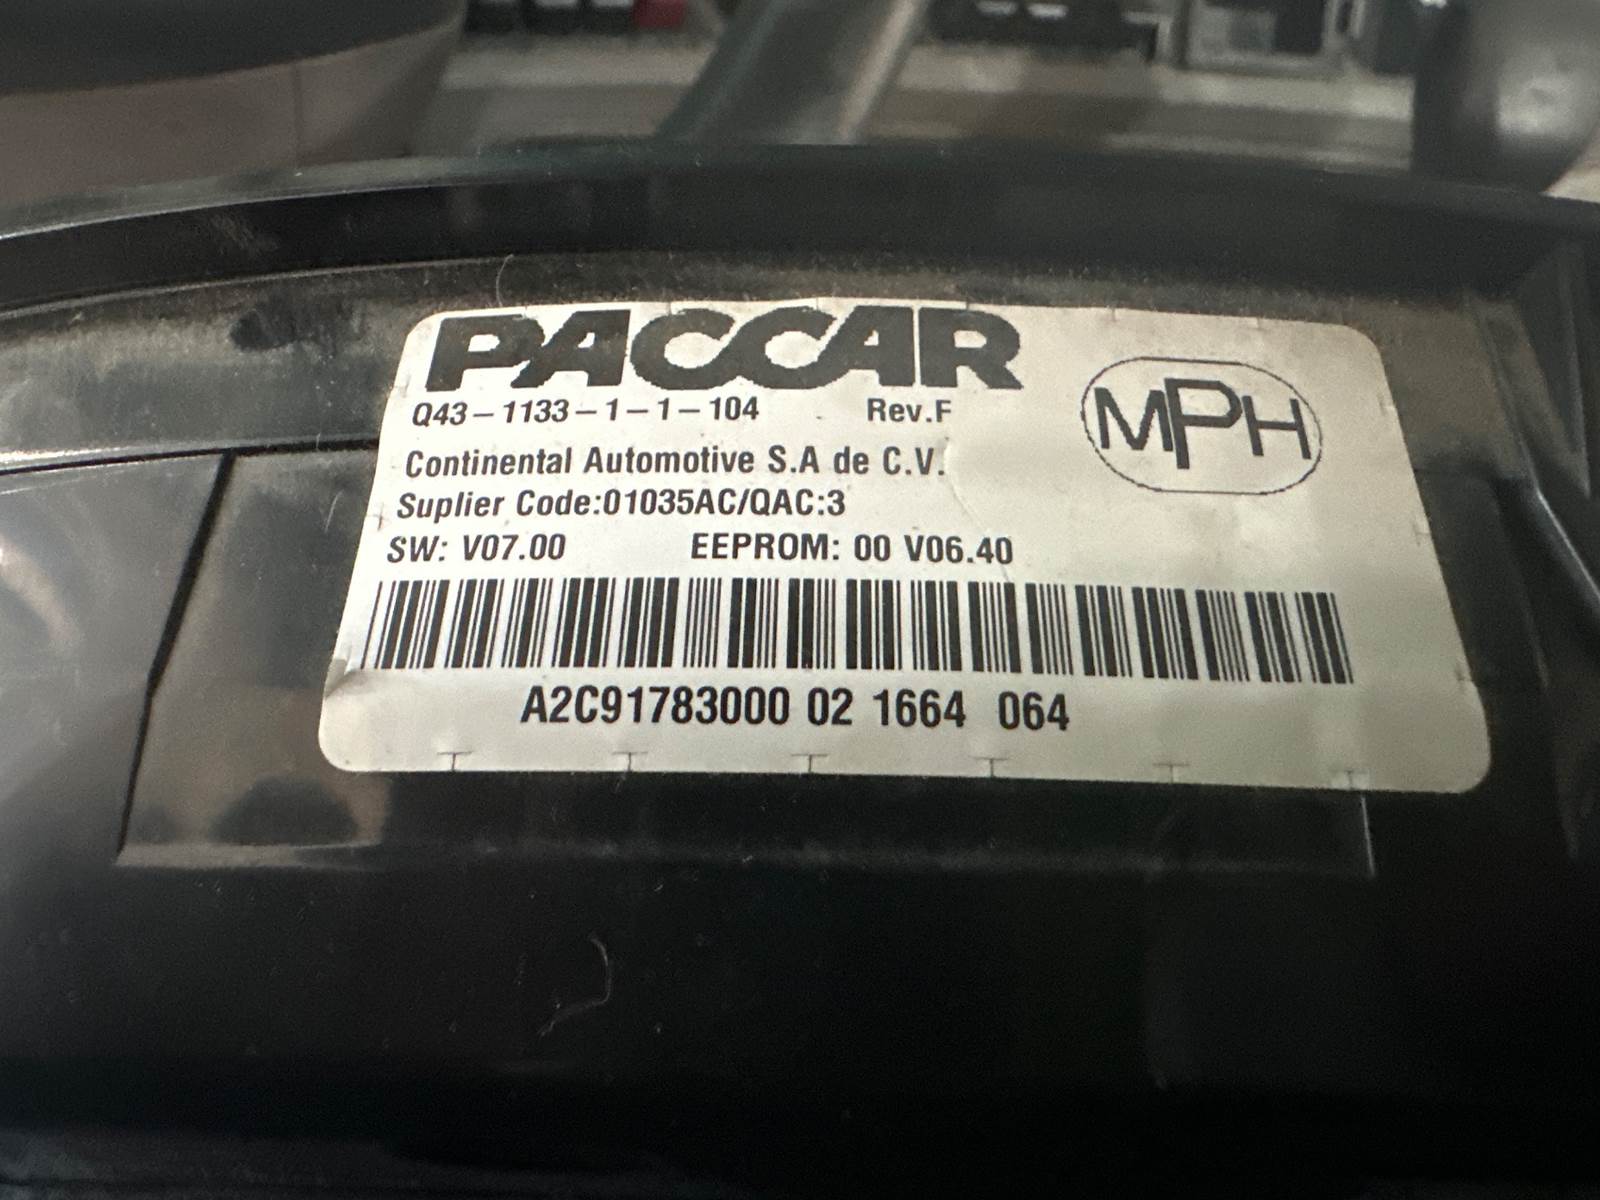 PACCAR
Q43-1133-1-1-104 Rev.F
MPH
Continental Automotive S.A de C.V.
Suplier Code:01035AC/QAC:3
SW: V07.00 EEPROM: 00 V06.40
A2C91783000 02 1664 064